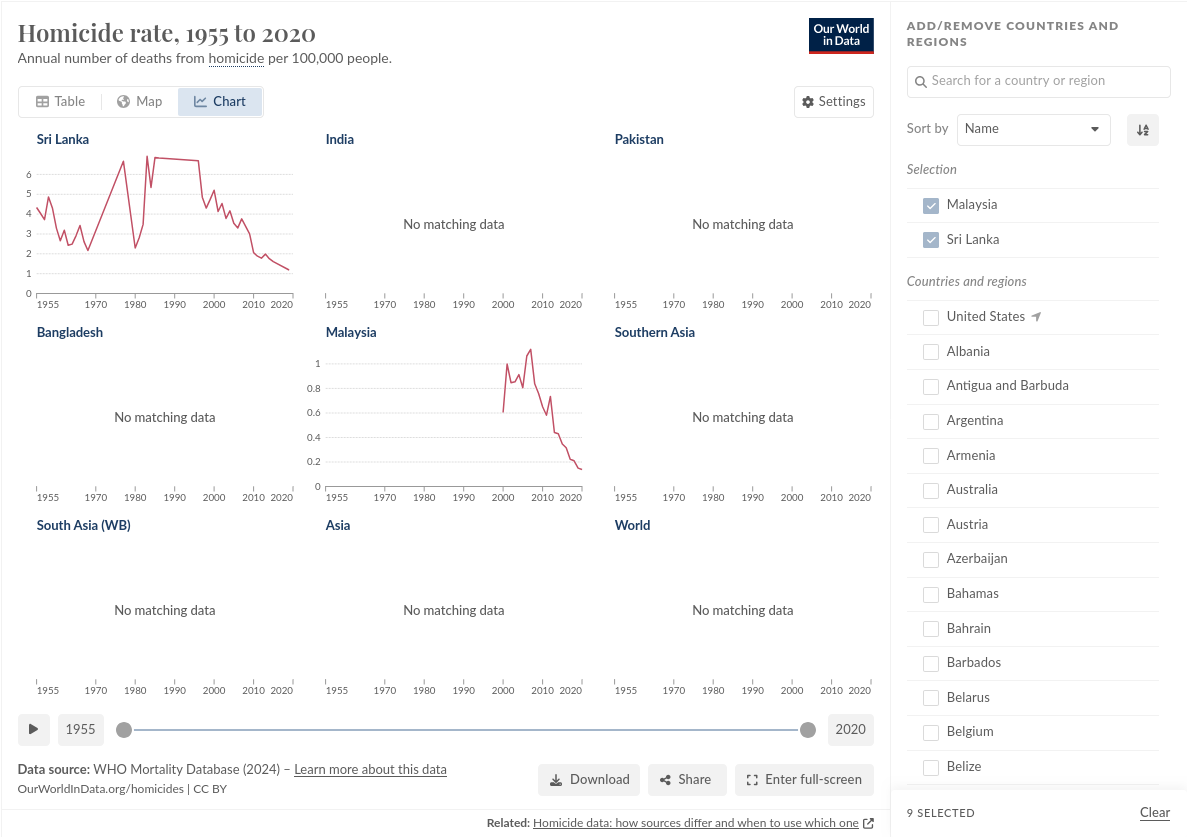 Homicide rate, 1955 to 2020
Annual number of deaths from homicide per 100,000 people.
Our World
in Data
Table
Map
Chart
Settings
Sri Lanka
6
5
4
3
2
1
0
1955 1970 1980 1990 2000 2010 2020
India
No matching data
1955 1970 1980 1990 2000 2010 2020
Pakistan
No matching data
1955 1970 1980 1990 2000 2010 2020
Bangladesh
No matching data
1955 1970 1980 1990 2000 2010 2020
Malaysia
1
0.8
0.6
0.4
0.2
0
1955 1970 1980 1990 2000 2010 2020
Southern Asia
No matching data
1955 1970 1980 1990 2000 2010 2020
South Asia (WB)
No matching data
1955 1970 1980 1990 2000 2010 2020
Asia
No matching data
1955 1970 1980 1990 2000 2010 2020
World
No matching data
1955 1970 1980 1990 2000 2010 2020
1955
2020
Data source: WHO Mortality Database (2024) – Learn more about this data
OurWorldInData.org/homicides | CC BY
Download
Share
Enter full-screen
Related: Homicide data: how sources differ and when to use which one
ADD/REMOVE COUNTRIES AND
REGIONS
Search for a country or region
Sort by
Name
Selection
Malaysia
Sri Lanka
Countries and regions
United States
Albania
Antigua and Barbuda
Argentina
Armenia
Australia
Austria
Azerbaijan
Bahamas
Bahrain
Barbados
Belarus
Belgium
Belize
9 SELECTED
Clear